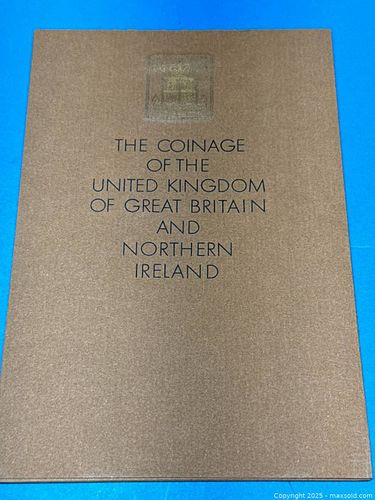 THE COINAGE
OF THE
UNITED KINGDOM
OF GREAT BRITAIN
AND
NORTHERN
IRELAND
Copyright 2025 - maxsold.com